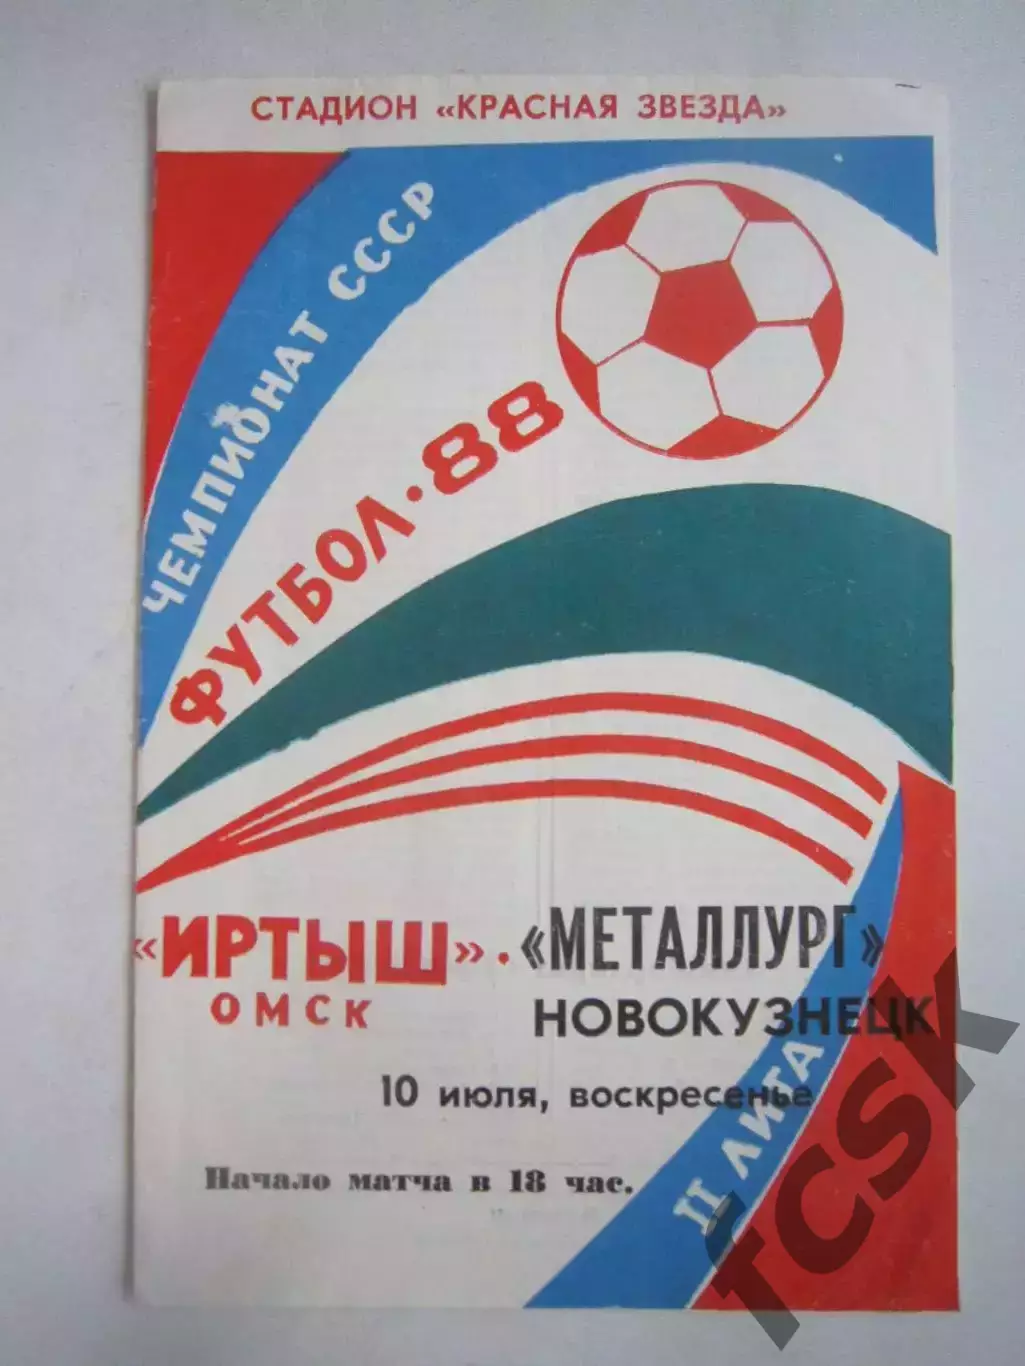 СТАДИОН «КРАСНАЯ ЗВЕЗДА»
ЧЕМПИОНАТ СССР
ФУТБОЛ·88
«ИРТЫШ» · «МЕТАЛЛУРГ»
ОМСК НОВОКУЗНЕЦК
10 июля, воскресенье
Начало матча в 18 час.
II ЛИГА
fcsk